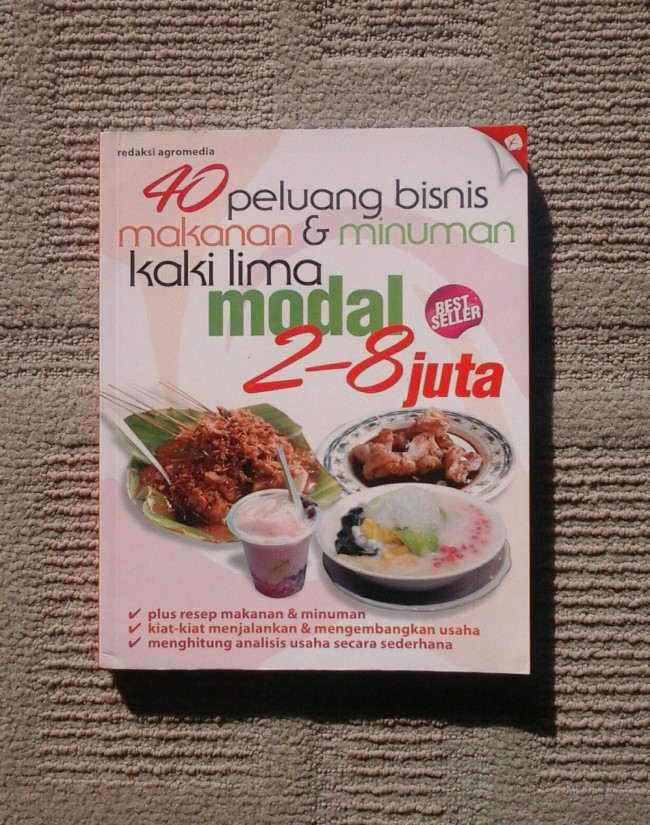 redaksi agromedia
40 peluang bisnis
makanan & minuman
kaki lima
modal
BEST
SELLER
2-8 juta
✔ plus resep makanan & minuman
✔ kiat-kiat menjalankan & mengembangkan usaha
✔ menghitung analisis usaha secara sederhana